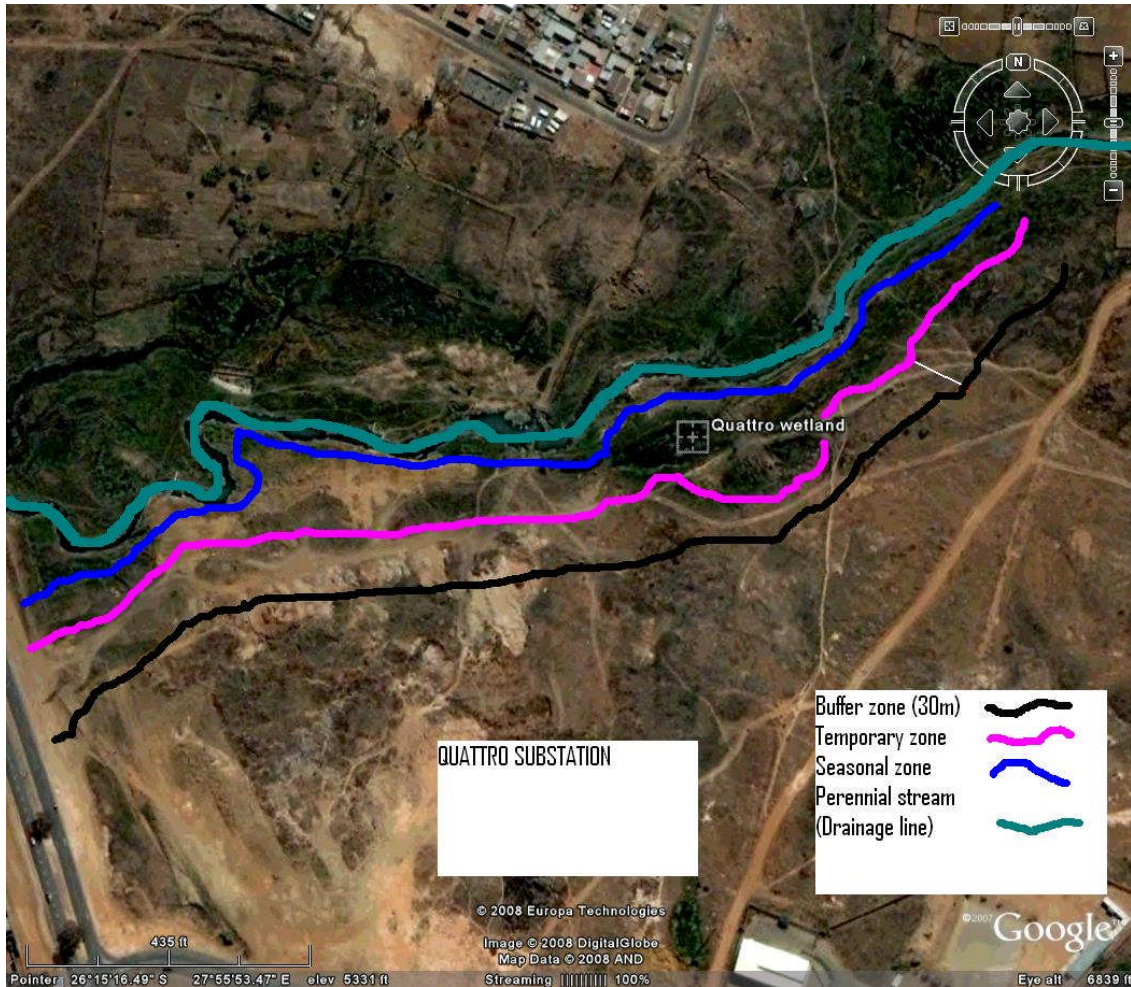 N
Quattro wetland
Buffer zone (30m)
Temporary zone
Seasonal zone
Perennial stream
(Drainage line)
QUATTRO SUBSTATION
© 2008 Europa Technologies
Image © 2008 DigitalGlobe
Map Data © 2008 AND
©2007 Google™
435 ft
Pointer 26°15'16.49" S 27°55'53.47" E elev 5331 ft Streaming 100% Eye alt 6839 ft